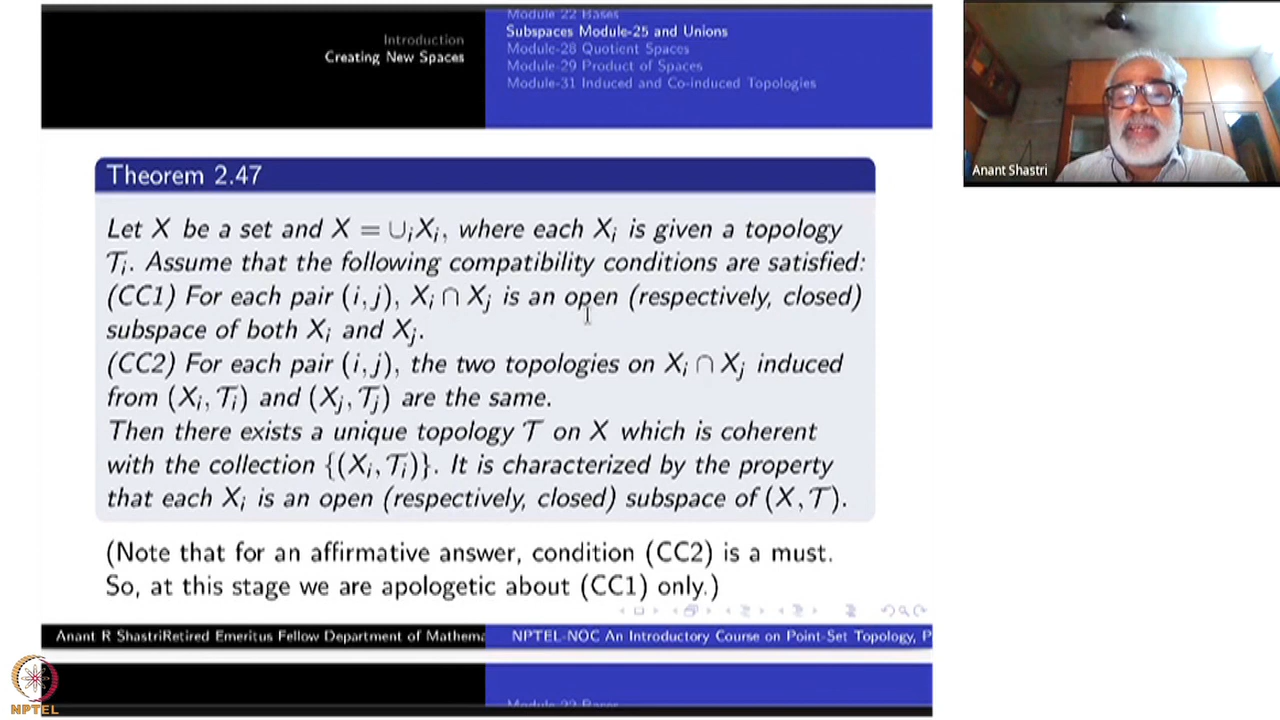 Introduction
Creating New Spaces
Module 22 Bases
Subspaces Module-25 and Unions
Module-28 Quotient Spaces
Module-29 Product of Spaces
Module-31 Induced and Co-induced Topologies
Anant Shastri
Theorem 2.47
Let X be a set and X = ∪ᵢXᵢ, where each Xᵢ is given a topology
𝒯ᵢ. Assume that the following compatibility conditions are satisfied:
(CC1) For each pair (i, j), Xᵢ ∩ Xⱼ is an open (respectively, closed)
subspace of both Xᵢ and Xⱼ.
(CC2) For each pair (i, j), the two topologies on Xᵢ ∩ Xⱼ induced
from (Xᵢ, 𝒯ᵢ) and (Xⱼ, 𝒯ⱼ) are the same.
Then there exists a unique topology 𝒯 on X which is coherent
with the collection {(Xᵢ, 𝒯ᵢ)}. It is characterized by the property
that each Xᵢ is an open (respectively, closed) subspace of (X, 𝒯).
(Note that for an affirmative answer, condition (CC2) is a must.
So, at this stage we are apologetic about (CC1) only.)
Anant R ShastriRetired Emeritus Fellow Department of Mathema
NPTEL-NOC An Introductory Course on Point-Set Topology, P
NPTEL